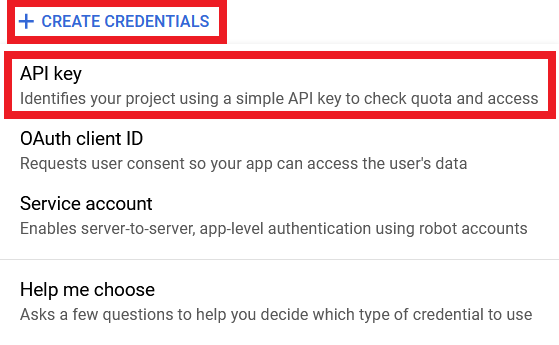 + CREATE CREDENTIALS
API key
Identifies your project using a simple API key to check quota and access
OAuth client ID
Requests user consent so your app can access the user's data
Service account
Enables server-to-server, app-level authentication using robot accounts
Help me choose
Asks a few questions to help you decide which type of credential to use